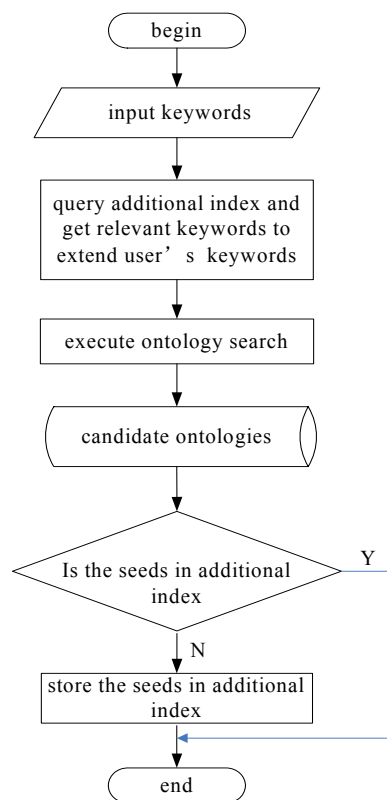 begin
input keywords
query additional index and
get relevant keywords to
extend user’s keywords
execute ontology search
candidate ontologies
Is the seeds in additional
index
Y
N
store the seeds in additional
index
end